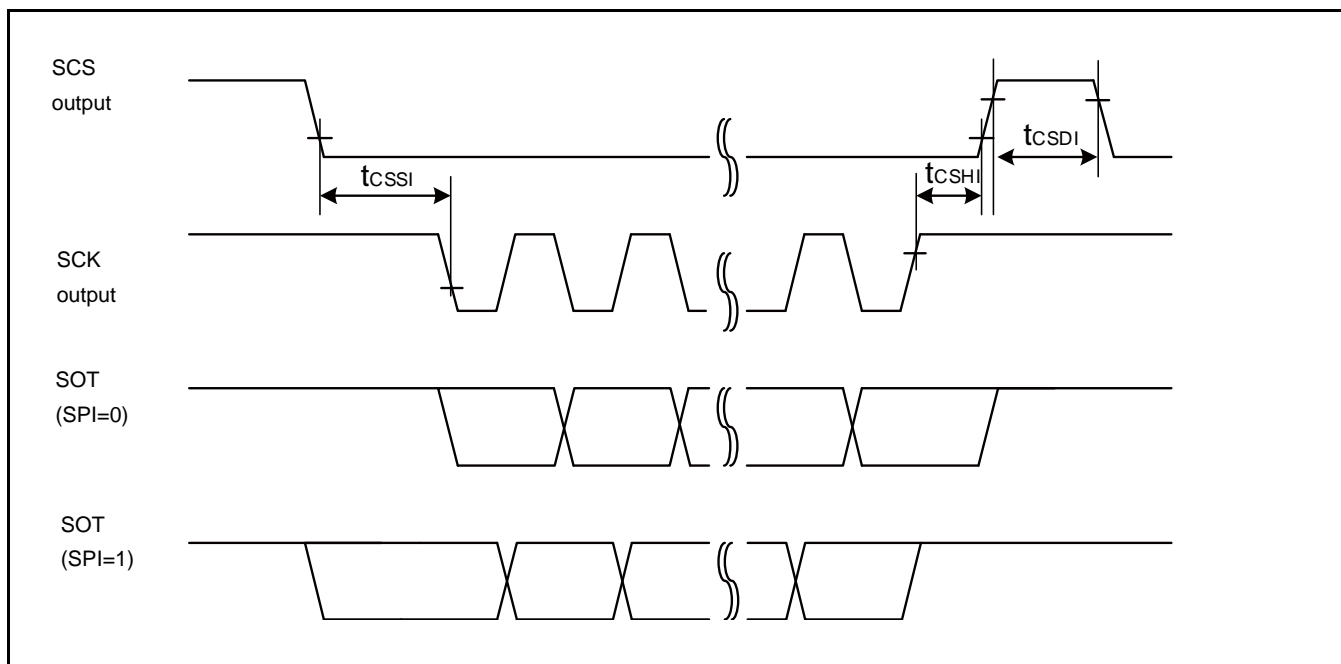 SCS
output
tCSDI
tCSSI
tCSHI
SCK
output
SOT
(SPI=0)
SOT
(SPI=1)